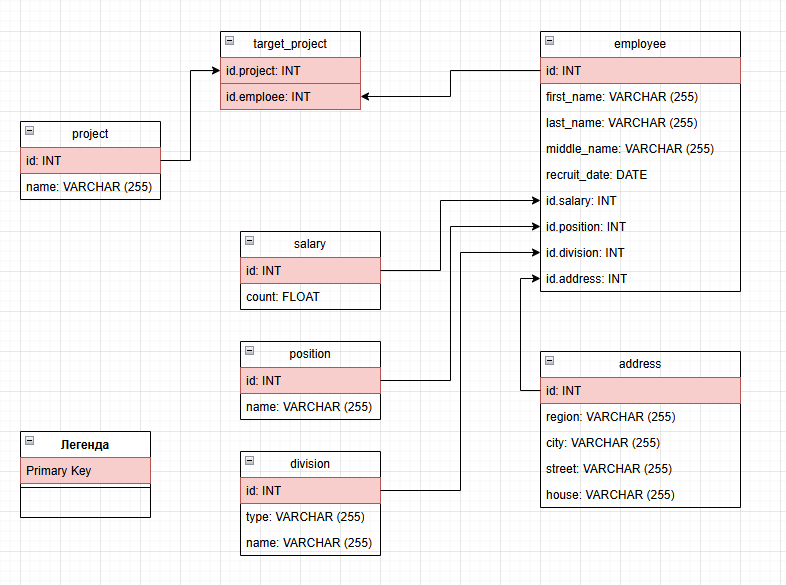 target_project
id.project: INT
id.emploee: INT
employee
id: INT
first_name: VARCHAR (255)
last_name: VARCHAR (255)
middle_name: VARCHAR (255)
recruit_date: DATE
id.salary: INT
id.position: INT
id.division: INT
id.address: INT
project
id: INT
name: VARCHAR (255)
salary
id: INT
count: FLOAT
position
id: INT
name: VARCHAR (255)
address
id: INT
region: VARCHAR (255)
city: VARCHAR (255)
street: VARCHAR (255)
house: VARCHAR (255)
Легенда
Primary Key
division
id: INT
type: VARCHAR (255)
name: VARCHAR (255)